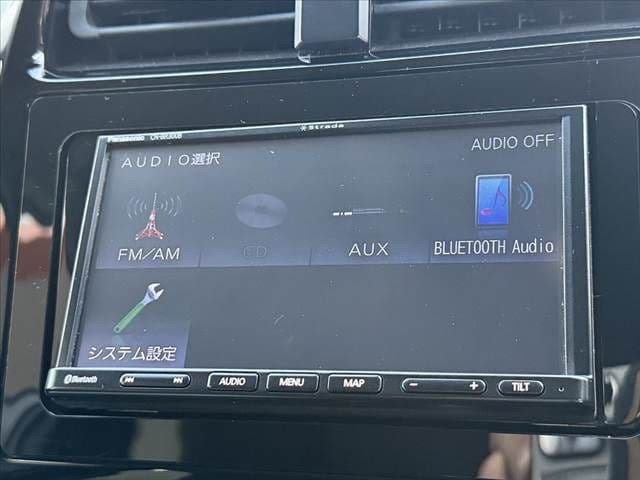 Panasonic
Strada
AUDIO選択
AUDIO OFF
FM/AM
CD
AUX
BLUETOOTH Audio
システム設定
Bluetooth
AUDIO
MENU
MAP
- +
TILT